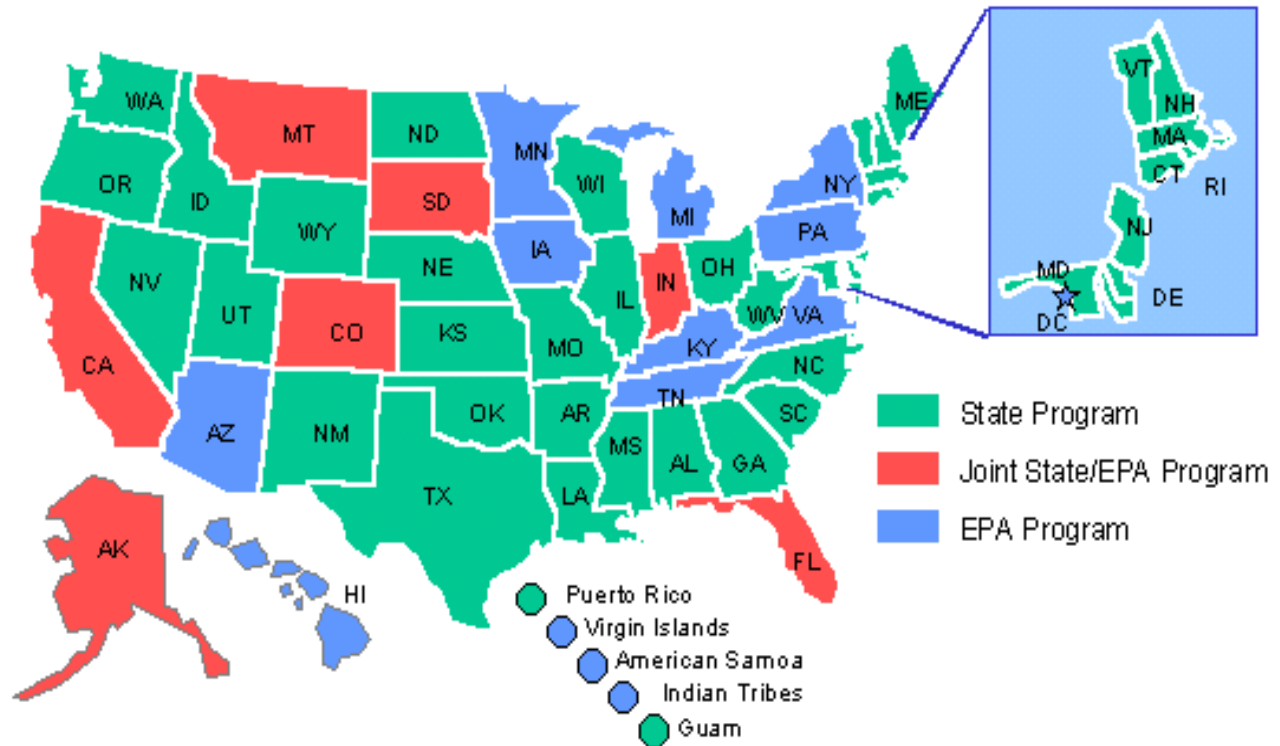 WA
MT
ND
MN
ME
OR
ID
WY
SD
WI
MI
NY
NV
UT
NE
IA
PA
CA
CO
KS
IL
IN
OH
WV
VA
MO
KY
AZ
NM
OK
AR
TN
NC
SC
TX
LA
MS
AL
GA
FL
AK
HI
VT
NH
MA
CT
RI
NJ
MD
DE
DC
State Program
Joint State/EPA Program
EPA Program
Puerto Rico
Virgin Islands
American Samoa
Indian Tribes
Guam